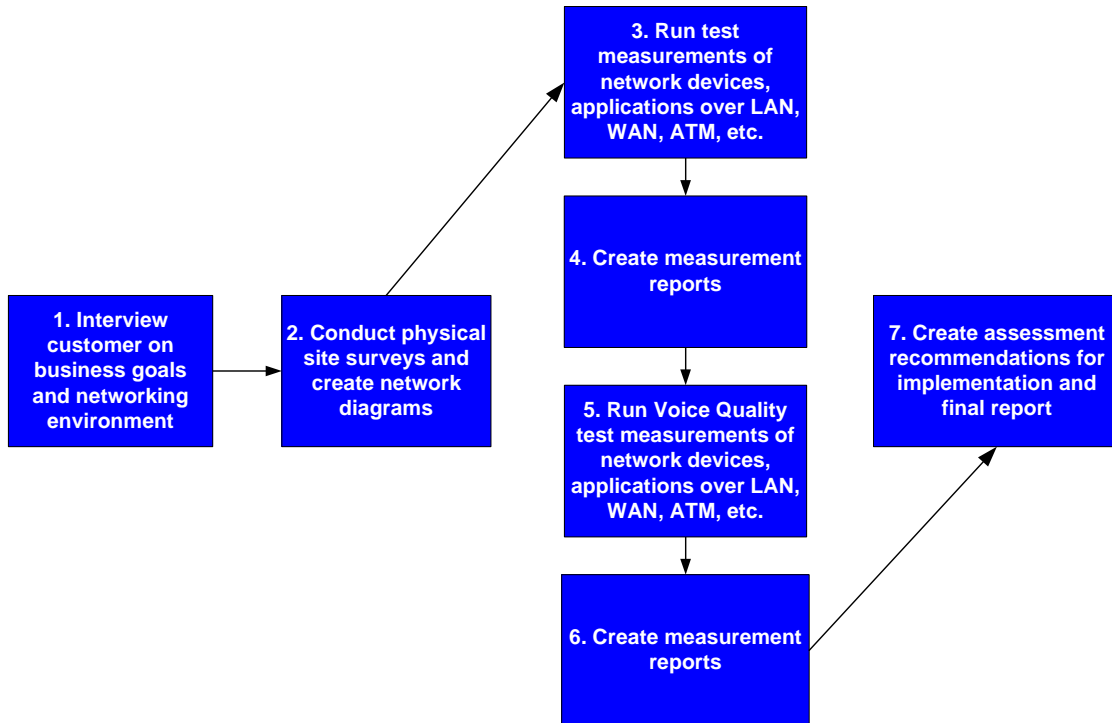 1. Interview
customer on
business goals
and networking
environment
2. Conduct physical
site surveys and
create network
diagrams
3. Run test
measurements of
network devices,
applications over LAN,
WAN, ATM, etc.
4. Create measurement
reports
5. Run Voice Quality
test measurements of
network devices,
applications over LAN,
WAN, ATM, etc.
6. Create measurement
reports
7. Create assessment
recommendations for
implementation and
final report